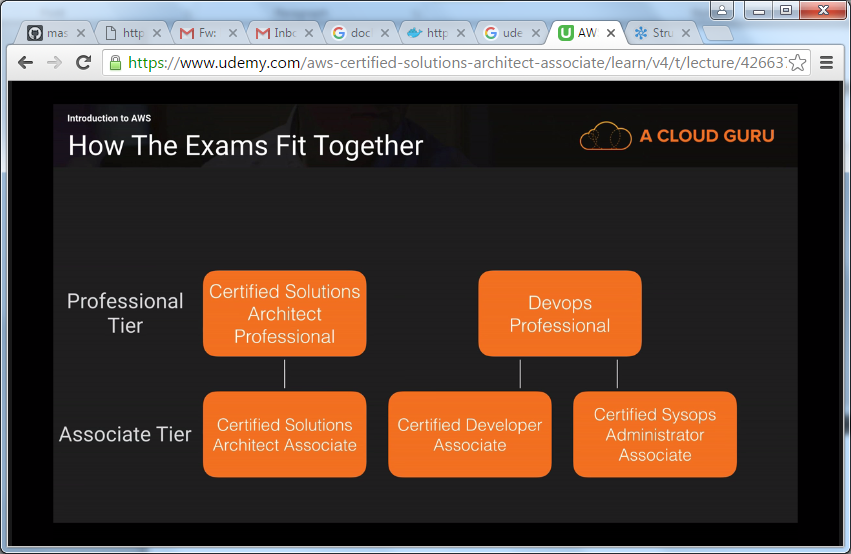 mas
http
Fw:
Inbo
doc
http
ude
AW
Stru
https://www.udemy.com/aws-certified-solutions-architect-associate/learn/v4/t/lecture/426637
Introduction to AWS
How The Exams Fit Together
A CLOUD GURU
Professional
Tier
Certified Solutions
Architect
Professional
Devops
Professional
Associate Tier
Certified Solutions
Architect Associate
Certified Developer
Associate
Certified Sysops
Administrator
Associate